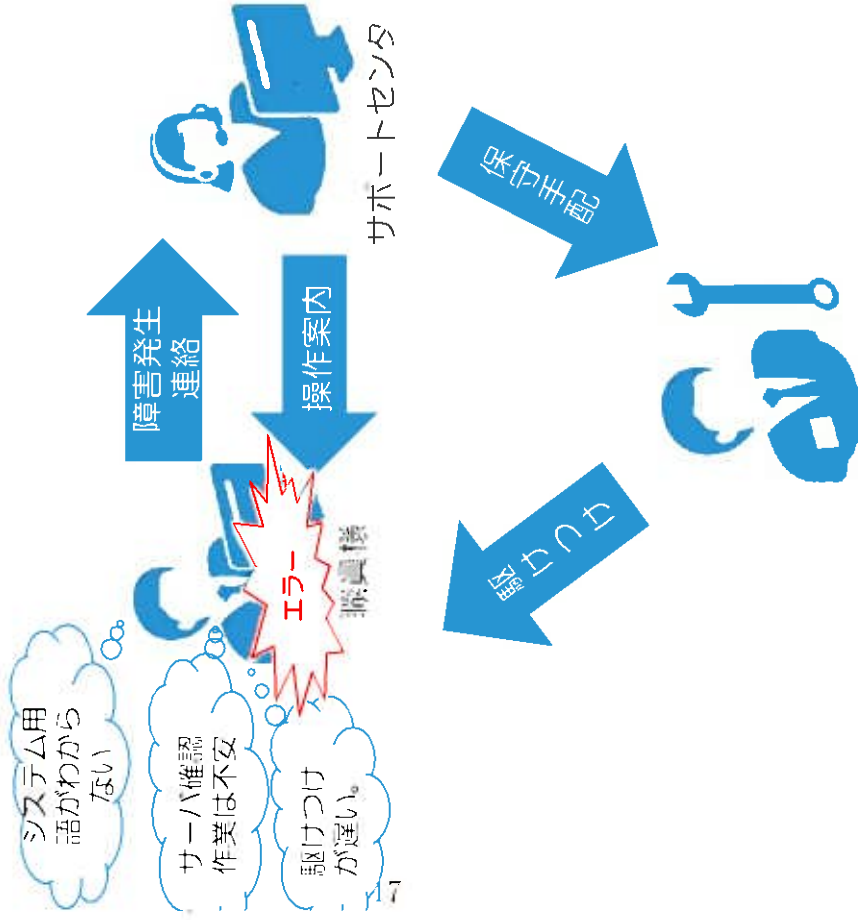 システム用
語がわから
ない
サーバ確認
作業は不安
駆けつけ
が遅い。
エラー
職員様
障害発生
連絡
操作案内
サポートセンタ
保守手配
駆けつけ
17